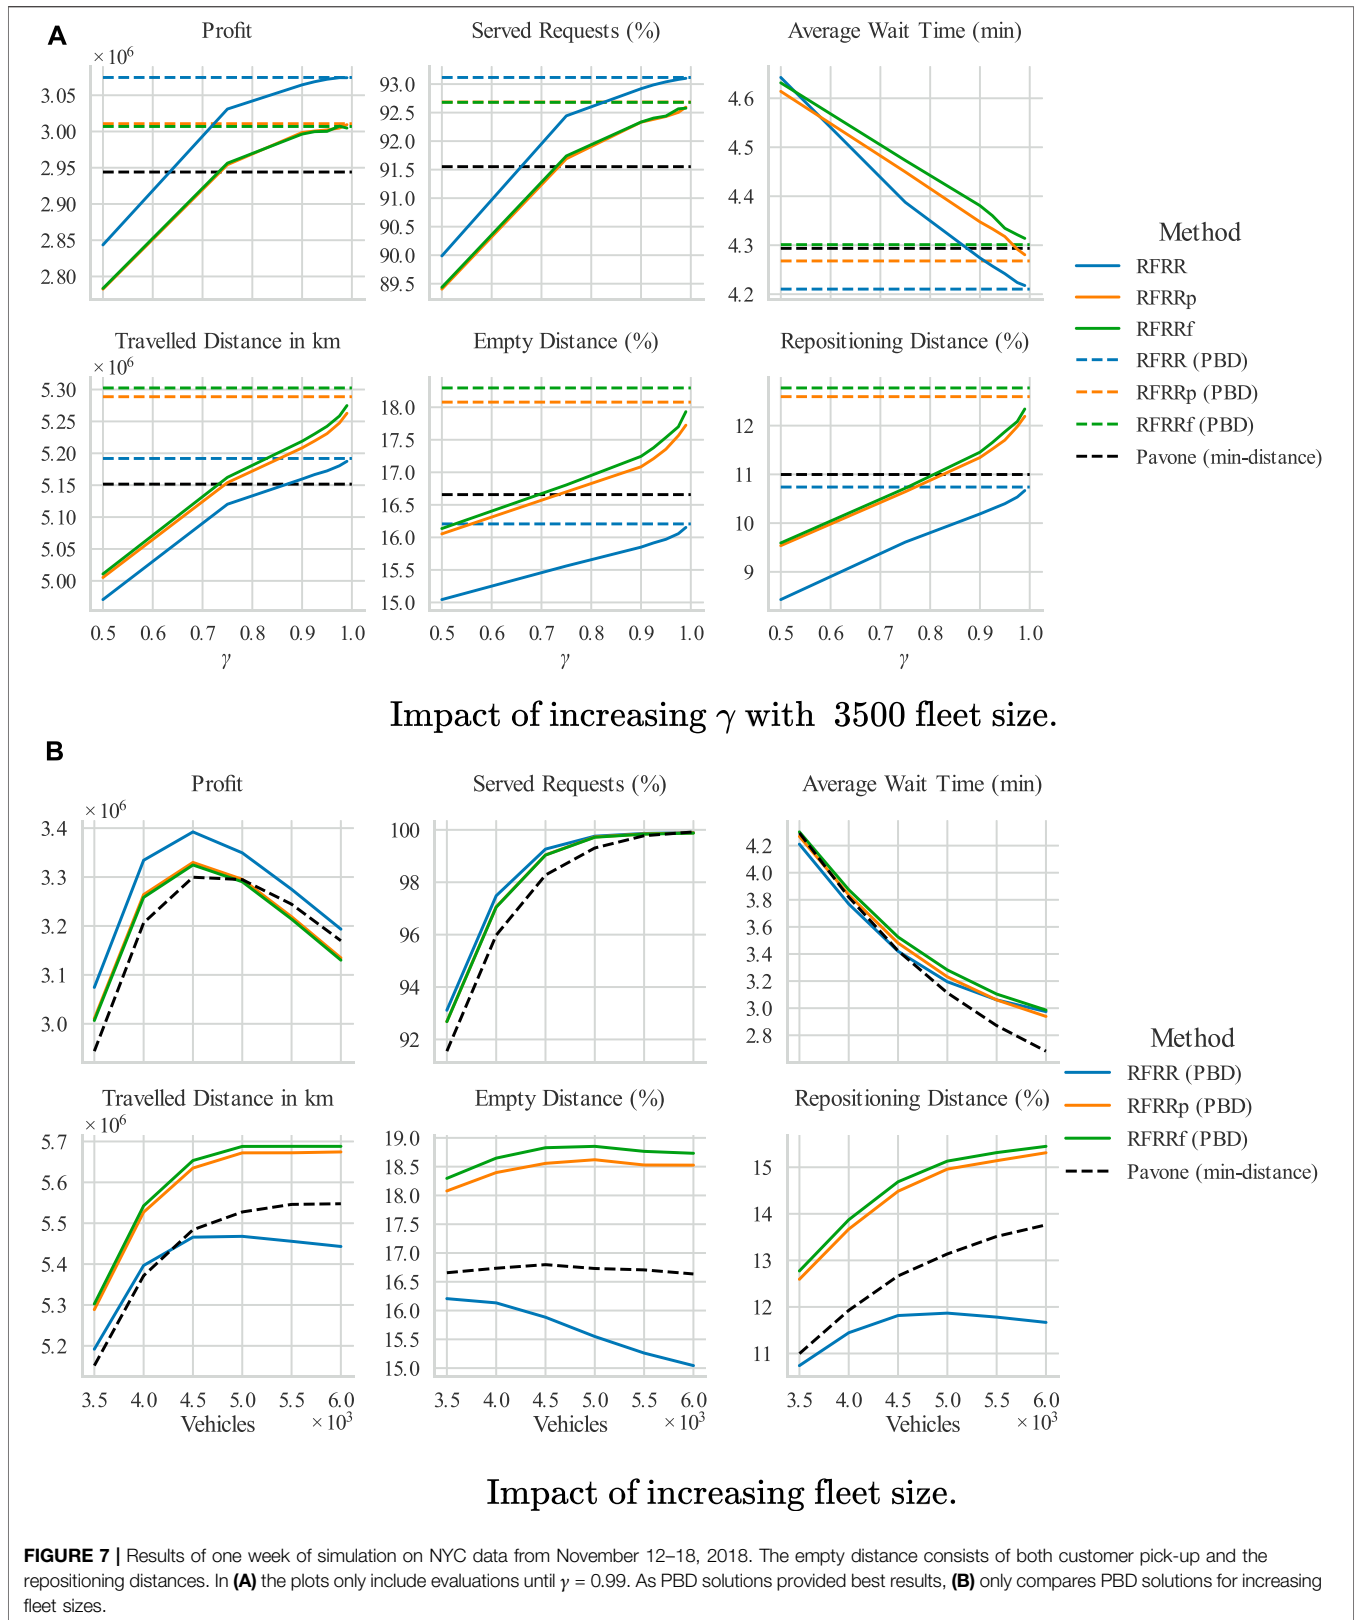 A
Profit
Served Requests (%)
Average Wait Time (min)
× 10⁶
3.05
3.00
2.95
2.90
2.85
2.80
93.0
92.5
92.0
91.5
91.0
90.5
90.0
89.5
4.6
4.5
4.4
4.3
4.2
Travelled Distance in km
Empty Distance (%)
Repositioning Distance (%)
× 10⁶
5.30
5.25
5.20
5.15
5.10
5.05
5.00
18.0
17.5
17.0
16.5
16.0
15.5
15.0
12
11
10
9
0.5 0.6 0.7 0.8 0.9 1.0
0.5 0.6 0.7 0.8 0.9 1.0
0.5 0.6 0.7 0.8 0.9 1.0
γ
γ
γ
Method
RFRR
RFRRp
RFRRf
RFRR (PBD)
RFRRp (PBD)
RFRRf (PBD)
Pavone (min-distance)
Impact of increasing γ with 3500 fleet size.
B
Profit
Served Requests (%)
Average Wait Time (min)
× 10⁶
3.4
3.3
3.2
3.1
3.0
100
98
96
94
92
4.2
4.0
3.8
3.6
3.4
3.2
3.0
2.8
Travelled Distance in km
Empty Distance (%)
Repositioning Distance (%)
× 10⁶
5.7
5.6
5.5
5.4
5.3
5.2
19.0
18.5
18.0
17.5
17.0
16.5
16.0
15.5
15.0
15
14
13
12
11
3.5 4.0 4.5 5.0 5.5 6.0
3.5 4.0 4.5 5.0 5.5 6.0
3.5 4.0 4.5 5.0 5.5 6.0
Vehicles × 10³
Vehicles × 10³
Vehicles × 10³
Method
RFRR (PBD)
RFRRp (PBD)
RFRRf (PBD)
Pavone (min-distance)
Impact of increasing fleet size.
FIGURE 7 | Results of one week of simulation on NYC data from November 12–18, 2018. The empty distance consists of both customer pick-up and the
repositioning distances. In (A) the plots only include evaluations until γ = 0.99. As PBD solutions provided best results, (B) only compares PBD solutions for increasing
fleet sizes.